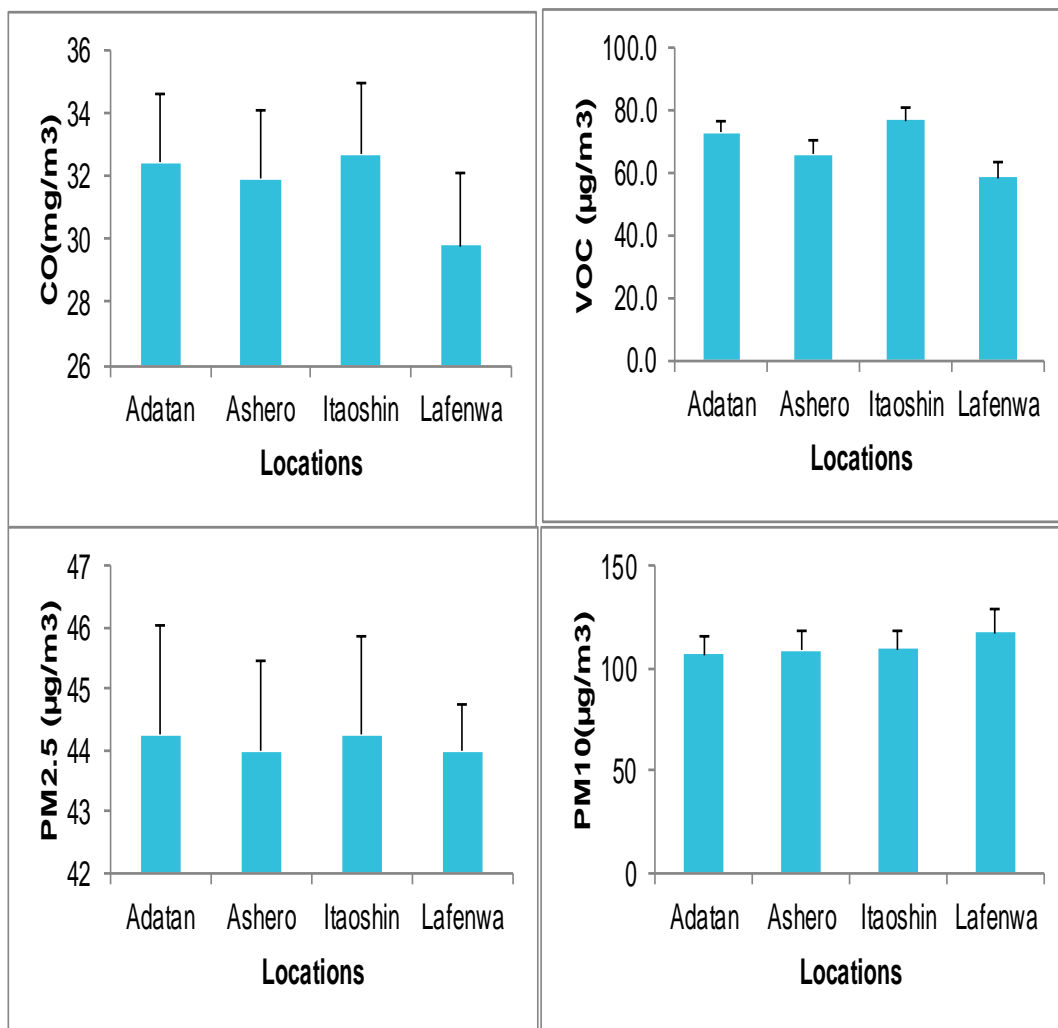 CO(mg/m3)
36
34
32
30
28
26
Adatan Ashero Itaoshin Lafenwa
Locations
VOC (µg/m3)
100.0
80.0
60.0
40.0
20.0
0.0
Adatan Ashero Itaoshin Lafenwa
Locations
PM2.5 (µg/m3)
47
46
45
44
43
42
Adatan Ashero Itaoshin Lafenwa
Locations
PM10(µg/m3)
150
100
50
0
Adatan Ashero Itaoshin Lafenwa
Locations